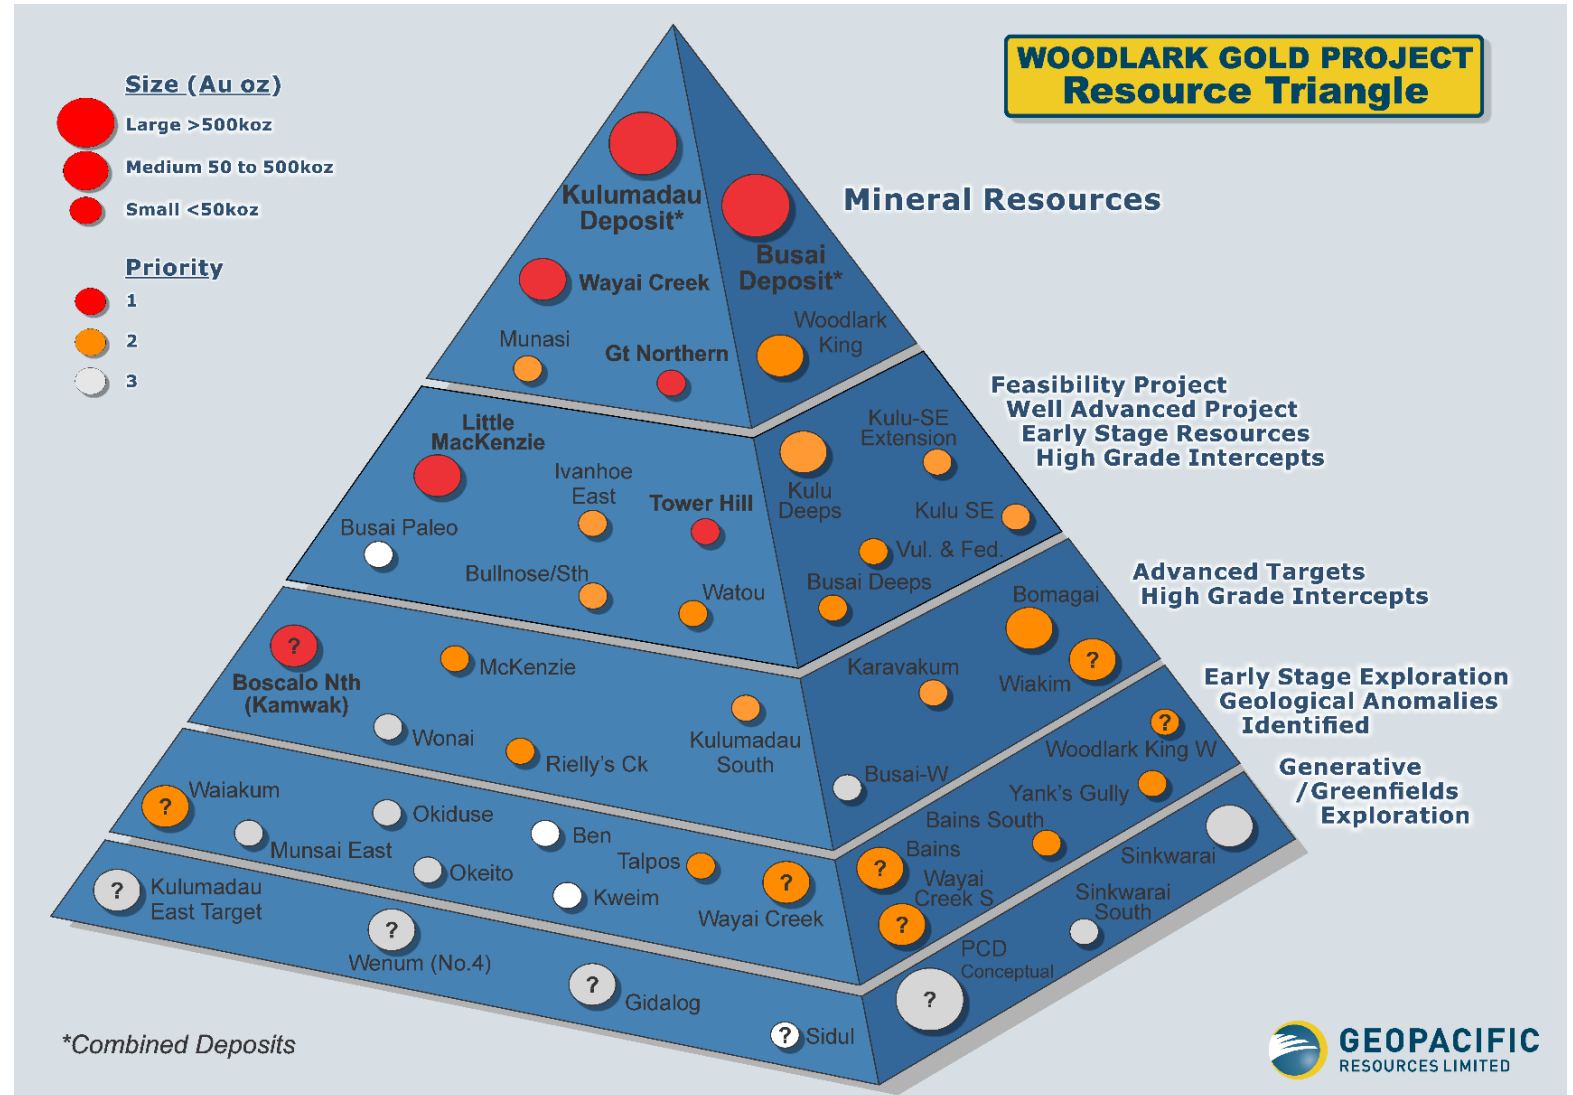 WOODLARK GOLD PROJECT
Resource Triangle
Size (Au oz)
Large >500koz
Medium 50 to 500koz
Small <50koz
Priority
1
2
3
Mineral Resources
Kulumadau
Deposit*
Busai
Deposit*
Wayai Creek
Munasi
Gt Northern
Woodlark
King
Feasibility Project
Well Advanced Project
Early Stage Resources
High Grade Intercepts
Little
MacKenzie
Ivanhoe
East
Tower Hill
Busai Paleo
Bullnose/Sth
Watou
Kulu-SE
Extension
Kulu
Deeps
Kulu SE
Vul. & Fed.
Busai Deeps
Advanced Targets
High Grade Intercepts
?
Boscalo Nth
(Kamwak)
McKenzie
Wonai
Rielly's Ck
Kulumadau
South
Bomagai
?
Wiakim
Karavakum
Busai-W
Early Stage Exploration
Geological Anomalies
Identified
?
Waiakum
Munsai East
Okiduse
Okeito
Ben
Kweim
Talpos
?
Wayai Creek
?
Woodlark King W
Yank's Gully
Bains South
?
Bains
Wayai
Creek S
?
Generative
/Greenfields
Exploration
?
Kulumadau
East Target
?
Wenum (No.4)
?
Gidalog
?
Sidul
Sinkwarai
Sinkwarai
South
PCD
Conceptual
?
*Combined Deposits
GEOPACIFIC
RESOURCES LIMITED